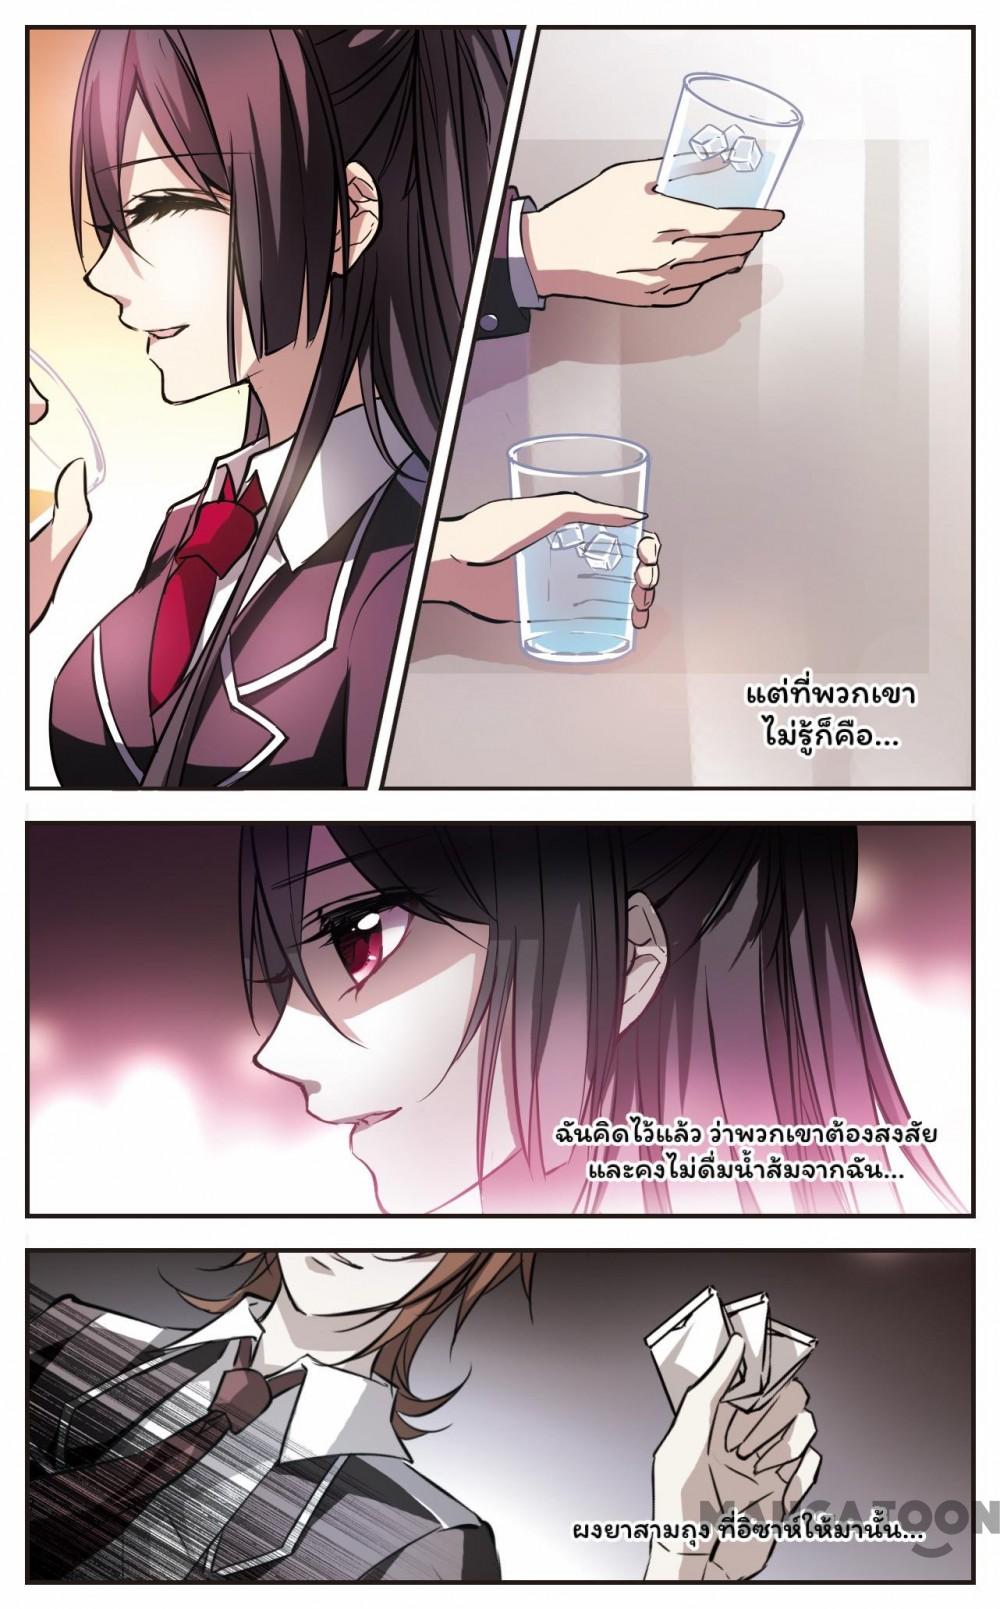 แต่ที่พวกเขา
ไม่รู้ก็คือ...
ฉันคิดไว้แล้ว ว่าพวกเขาต้องสงสัย
และคงไม่ดื่มน้ำส้มจากฉัน...
MANGATOON
ผงยาสามถุง ที่อิซาห์ให้มานั้น...